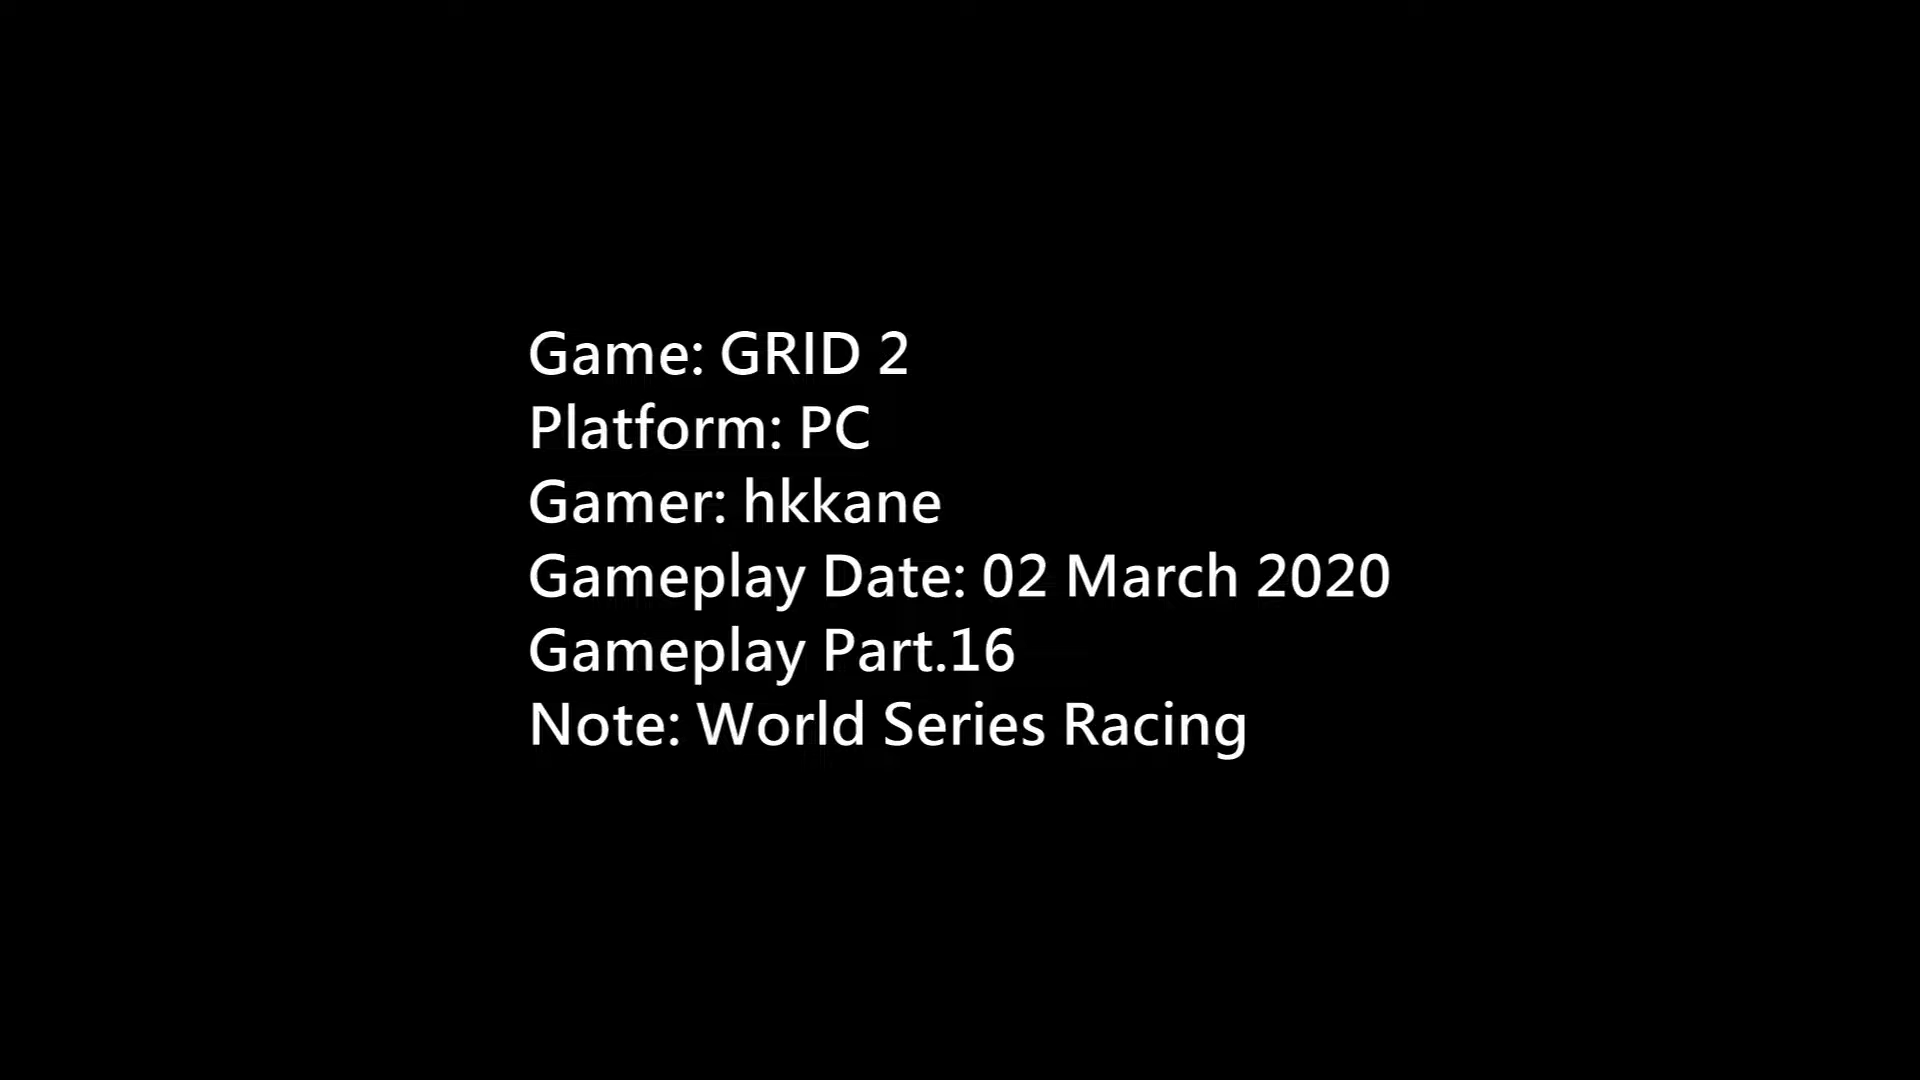 Game: GRID 2
Platform: PC
Gamer: hkkane
Gameplay Date: 02 March 2020
Gameplay Part.16
Note: World Series Racing